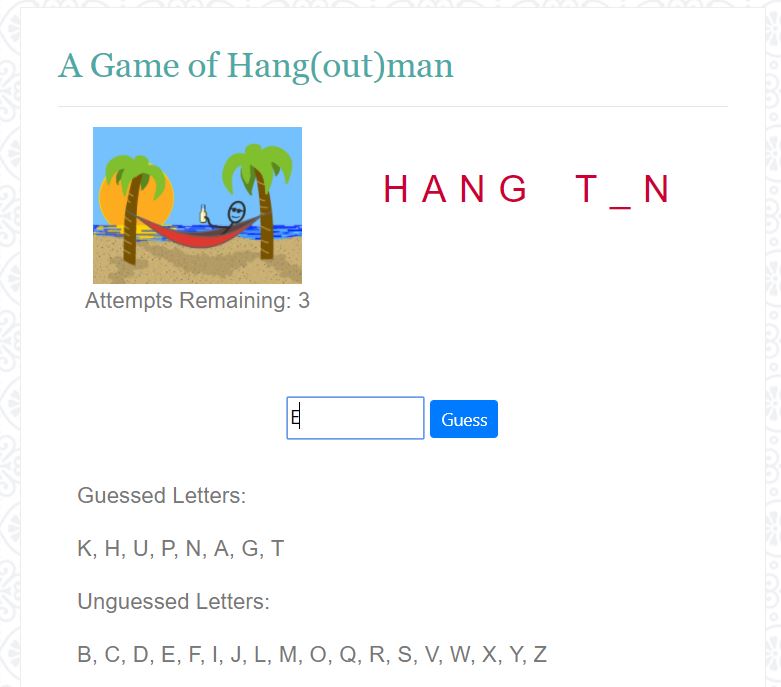 A Game of Hang(out)man
H A N G T _ N
Attempts Remaining: 3
E
Guess
Guessed Letters:
K, H, U, P, N, A, G, T
Unguessed Letters:
B, C, D, E, F, I, J, L, M, O, Q, R, S, V, W, X, Y, Z